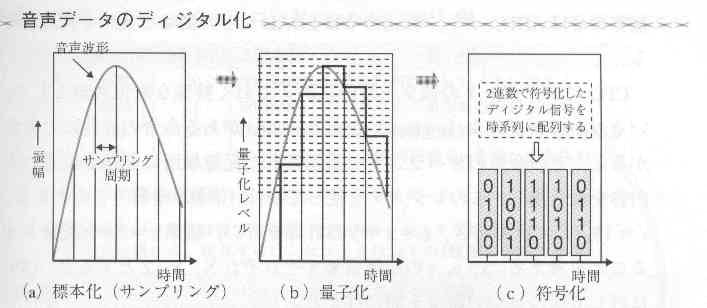 音声データのディジタル化
音声波形
振幅
サンプリング
周期
時間
(a) 標本化(サンプリング)
量子化レベル
時間
(b) 量子化
2進数で符号化した
ディジタル信号を
時系列に配列する
0 1 1 1 0
1 0 0 1 1
0 0 1 0 0
0 1 0 0 0
時間
(c) 符号化